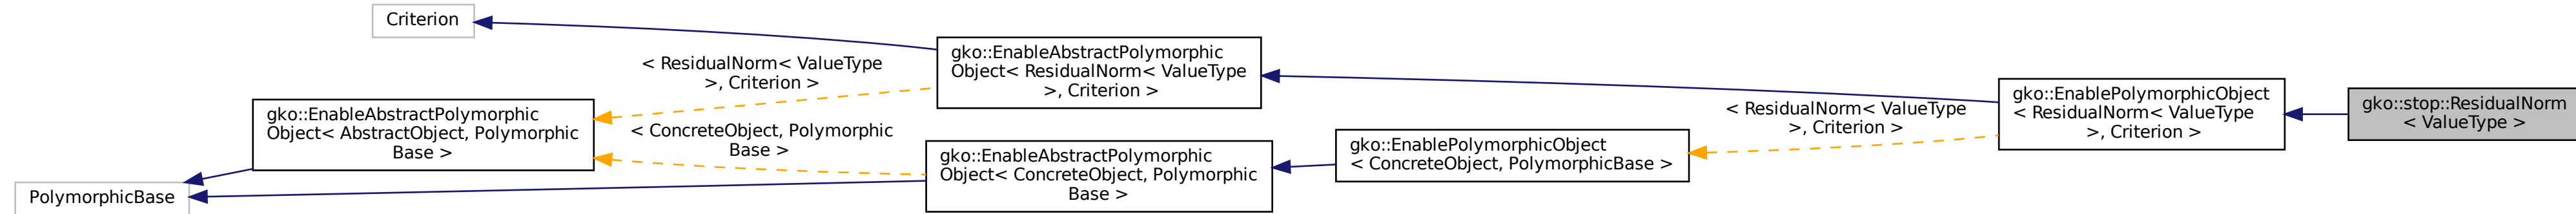 Criterion
gko::EnableAbstractPolymorphic
Object< ResidualNorm< ValueType
>, Criterion >
< ResidualNorm< ValueType
>, Criterion >
gko::EnableAbstractPolymorphic
Object< AbstractObject, Polymorphic
Base >
< ConcreteObject, Polymorphic
Base >
gko::EnableAbstractPolymorphic
Object< ConcreteObject, Polymorphic
Base >
PolymorphicBase
gko::EnablePolymorphicObject
< ConcreteObject, PolymorphicBase >
< ResidualNorm< ValueType
>, Criterion >
gko::EnablePolymorphicObject
< ResidualNorm< ValueType
>, Criterion >
gko::stop::ResidualNorm
< ValueType >